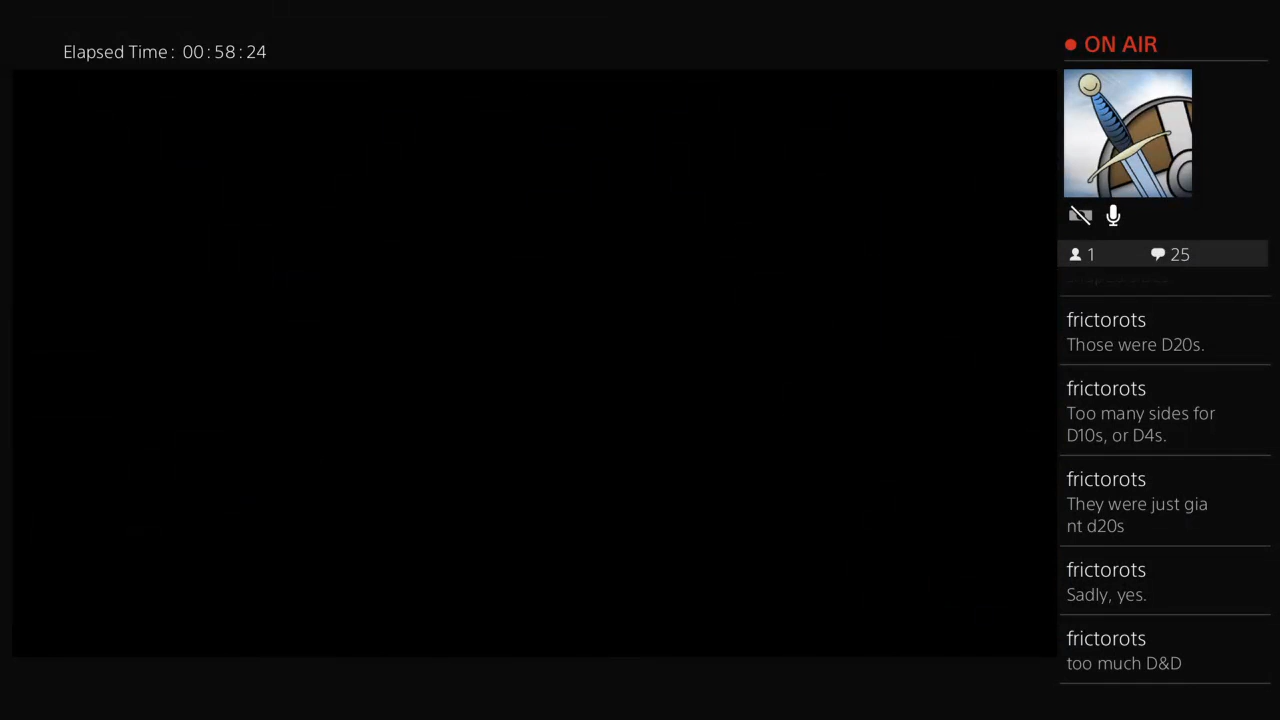 Elapsed Time: 00:58:24
ON AIR
1
25
frictorots
Those were D20s.
frictorots
Too many sides for
D10s, or D4s.
frictorots
They were just gia
nt d20s
frictorots
Sadly, yes.
frictorots
too much D&D